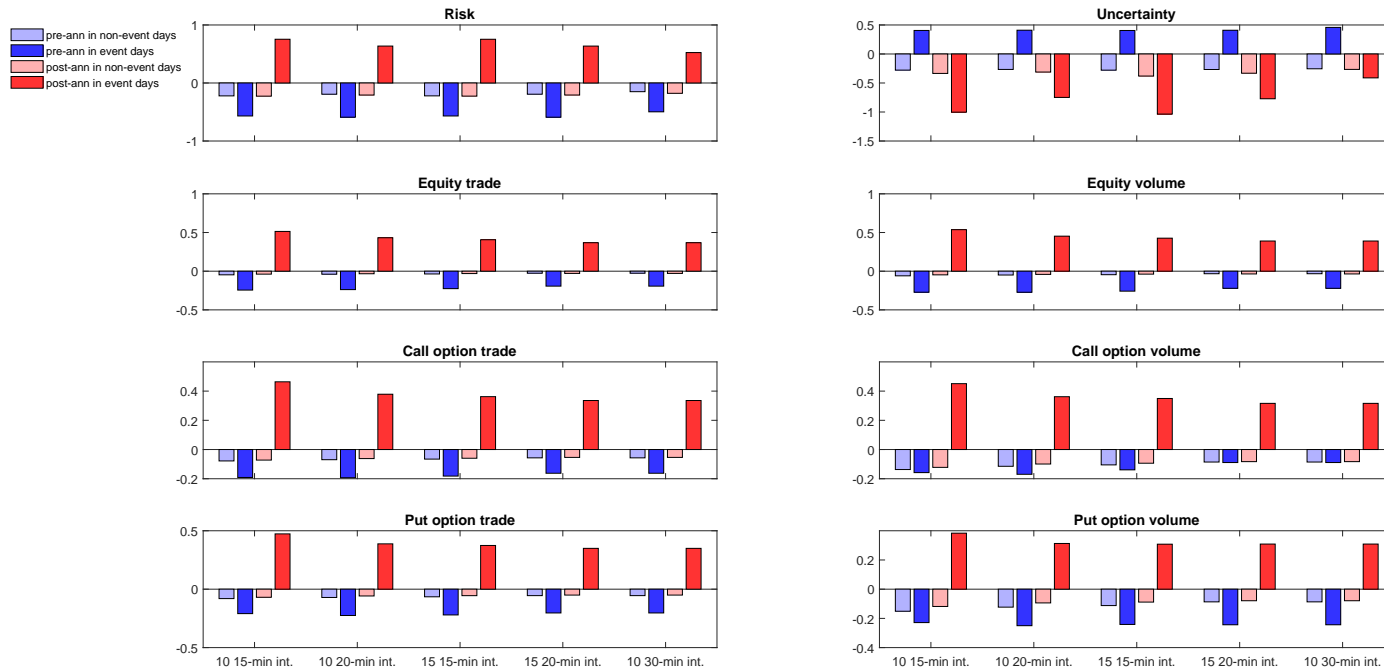 Risk
Uncertainty
pre-ann in non-event days
pre-ann in event days
post-ann in non-event days
post-ann in event days
1
0
-1
0.5
0
-0.5
-1
-1.5
Equity trade
Equity volume
1
0.5
0
-0.5
1
0.5
0
-0.5
Call option trade
Call option volume
0.4
0.2
0
-0.2
0.4
0.2
0
-0.2
Put option trade
Put option volume
0.5
0
-0.5
0.2
0
-0.2
-0.4
10 15-min int. 10 20-min int. 15 15-min int. 15 20-min int. 10 30-min int.
10 15-min int. 10 20-min int. 15 15-min int. 15 20-min int. 10 30-min int.